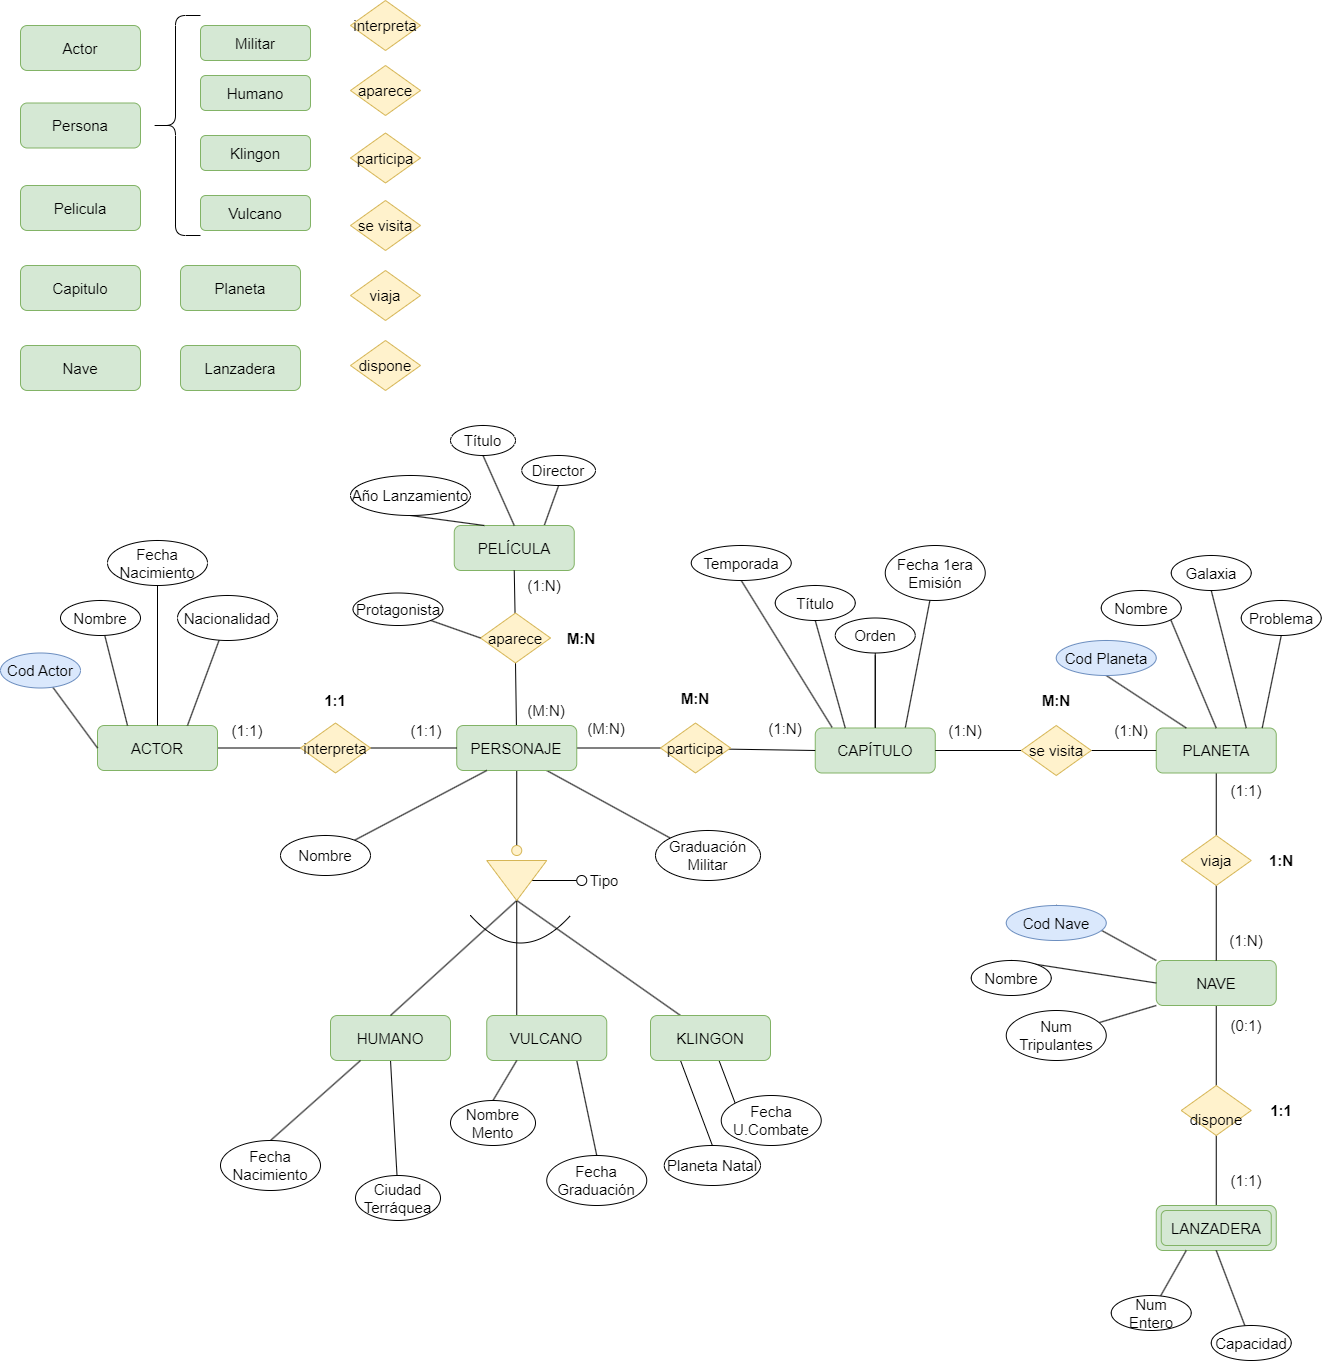 Actor
Militar
interpreta
Humano
aparece
Persona
Klingon
participa
Pelicula
Vulcano
se visita
Capitulo
Planeta
viaja
Nave
Lanzadera
dispone
Título
Director
Año Lanzamiento
PELÍCULA
(1:N)
Protagonista
aparece
M:N
(M:N)
Fecha
Nacimiento
Nombre
Nacionalidad
Cod Actor
ACTOR
(1:1)
1:1
interpreta
(1:1)
PERSONAJE
(M:N)
M:N
participa
(1:N)
Temporada
Título
Orden
Fecha 1era
Emisión
CAPÍTULO
(1:N)
M:N
se visita
(1:N)
Galaxia
Nombre
Problema
Cod Planeta
PLANETA
(1:1)
Nombre
Graduación
Militar
Tipo
viaja
1:N
Cod Nave
(1:N)
Nombre
NAVE
Num
Tripulantes
(0:1)
HUMANO
VULCANO
KLINGON
Fecha
Nacimiento
Ciudad
Terráquea
Nombre
Mento
Fecha
Graduación
Planeta Natal
Fecha
U.Combate
dispone
1:1
(1:1)
LANZADERA
Num
Entero
Capacidad